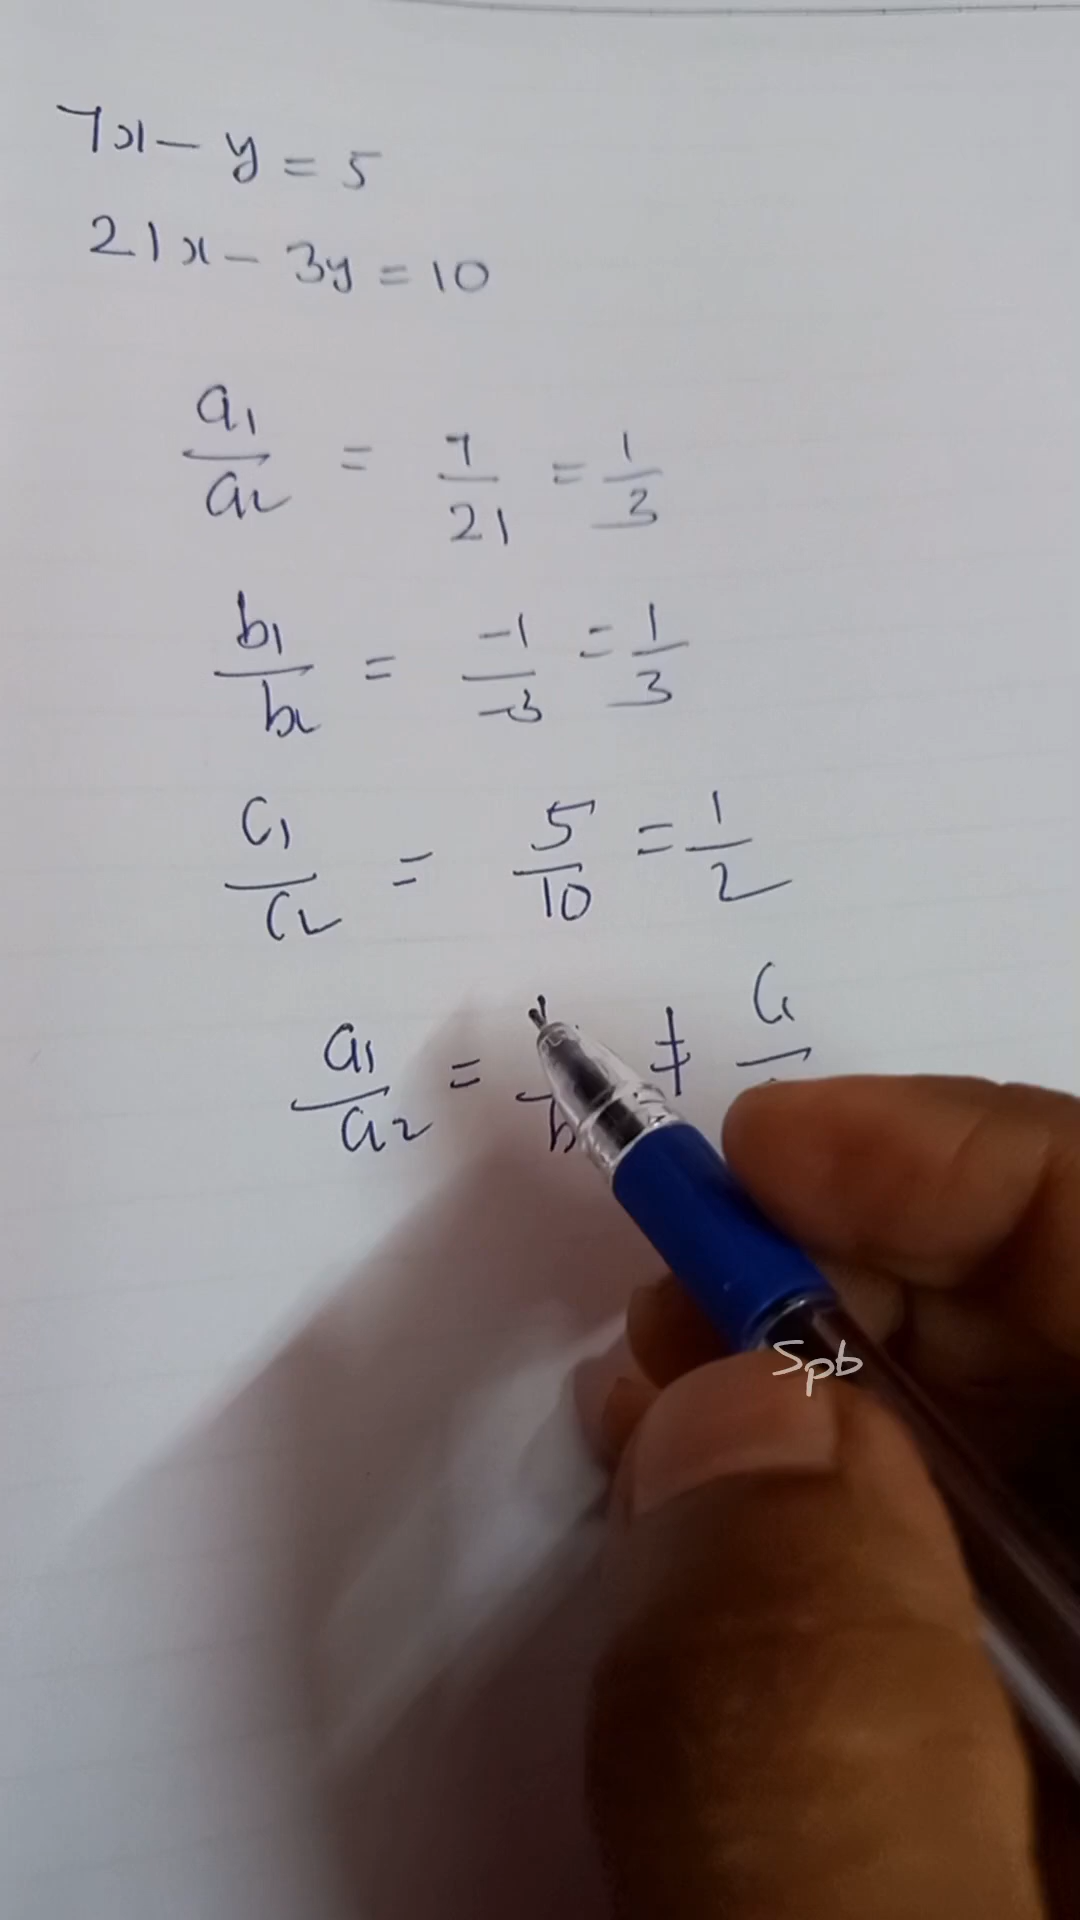 7x - y = 5
21x - 3y = 10
a1/a2 = 7/21 = 1/3
b1/b2 = -1/-3 = 1/3
c1/c2 = 5/10 = 1/2
a1/a2 = b ≠ c1
Spb